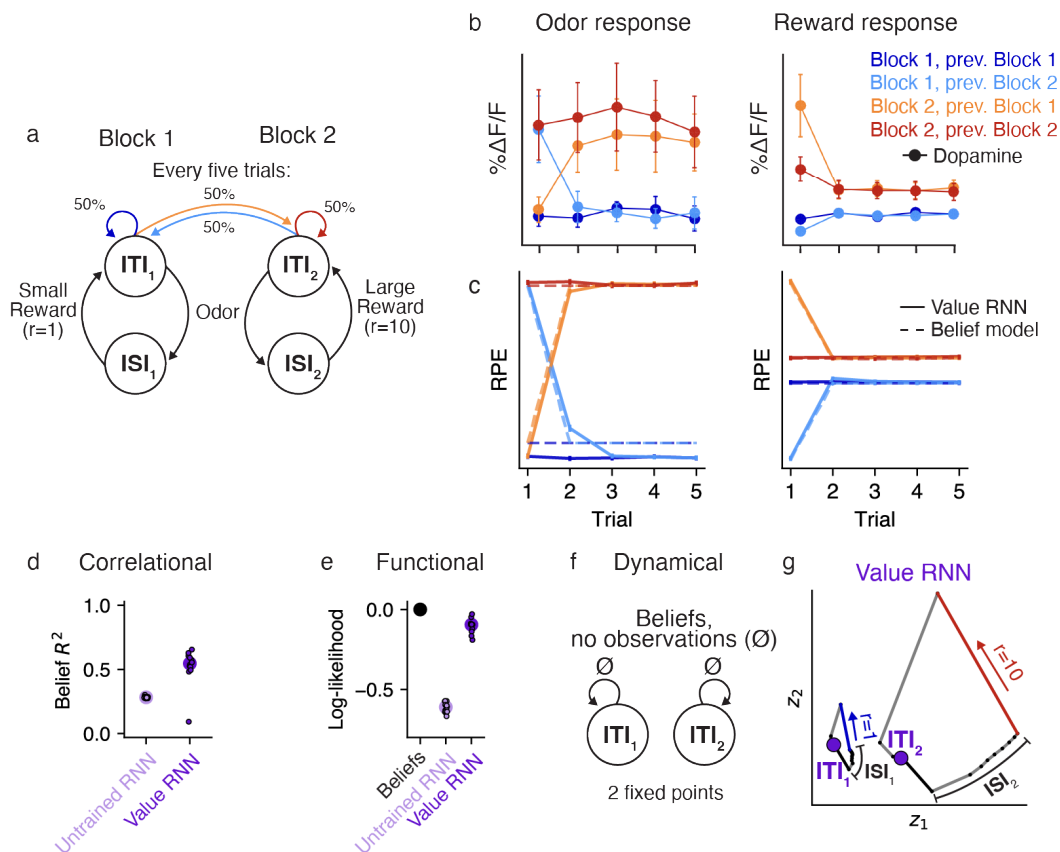 a
Block 1
Block 2
Every five trials:
50%
50%
50%
50%
ITI₁
ITI₂
Small
Reward
(r=1)
Odor
Large
Reward
(r=10)
ISI₁
ISI₂
b
Odor response
Reward response
%ΔF/F
%ΔF/F
Block 1, prev. Block 1
Block 1, prev. Block 2
Block 2, prev. Block 1
Block 2, prev. Block 2
Dopamine
c
RPE
RPE
Value RNN
Belief model
1 2 3 4 5
1 2 3 4 5
Trial
Trial
d
Correlational
Belief R²
1.0
0.5
0.0
Untrained RNN
Value RNN
e
Functional
Log-likelihood
0.0
−0.5
Beliefs
Untrained RNN
Value RNN
f
Dynamical
Beliefs,
no observations (Ø)
Ø
Ø
ITI₁
ITI₂
2 fixed points
g
Value RNN
z₂
r=10
r=1
ITI₂
ITI₁
ISI₁
ISI₂
z₁